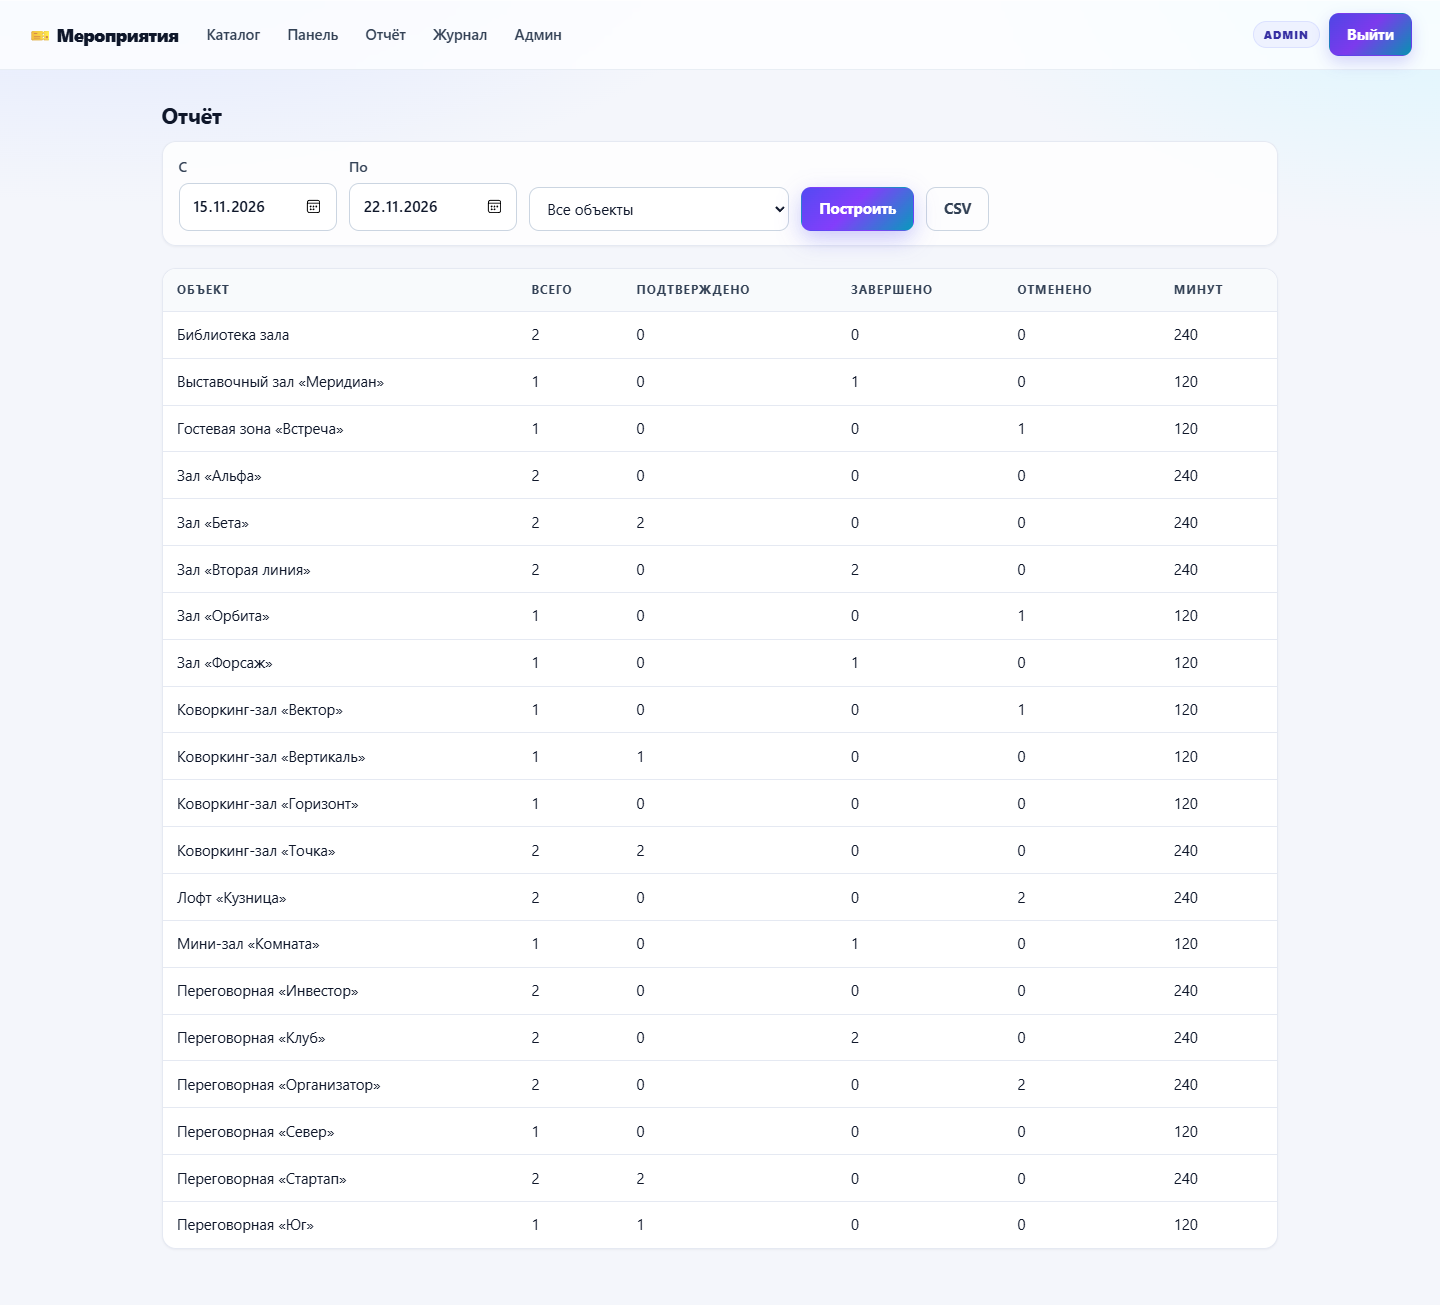 Мероприятия Каталог Панель Отчёт Журнал Админ ADMIN Выйти
Отчёт
С По
15.11.2026 22.11.2026 Все объекты Построить CSV
ОБЪЕКТ ВСЕГО ПОДТВЕРЖДЕНО ЗАВЕРШЕНО ОТМЕНЕНО МИНУТ
Библиотека зала 2 0 0 0 240
Выставочный зал «Меридиан» 1 0 1 0 120
Гостевая зона «Встреча» 1 0 0 1 120
Зал «Альфа» 2 0 0 0 240
Зал «Бета» 2 2 0 0 240
Зал «Вторая линия» 2 0 2 0 240
Зал «Орбита» 1 0 0 1 120
Зал «Форсаж» 1 0 1 0 120
Коворкинг-зал «Вектор» 1 0 0 1 120
Коворкинг-зал «Вертикаль» 1 1 0 0 120
Коворкинг-зал «Горизонт» 1 0 0 0 120
Коворкинг-зал «Точка» 2 2 0 0 240
Лофт «Кузница» 2 0 0 2 240
Мини-зал «Комната» 1 0 1 0 120
Переговорная «Инвестор» 2 0 0 0 240
Переговорная «Клуб» 2 0 2 0 240
Переговорная «Организатор» 2 0 0 2 240
Переговорная «Север» 1 0 0 0 120
Переговорная «Стартап» 2 2 0 0 240
Переговорная «Юг» 1 1 0 0 120